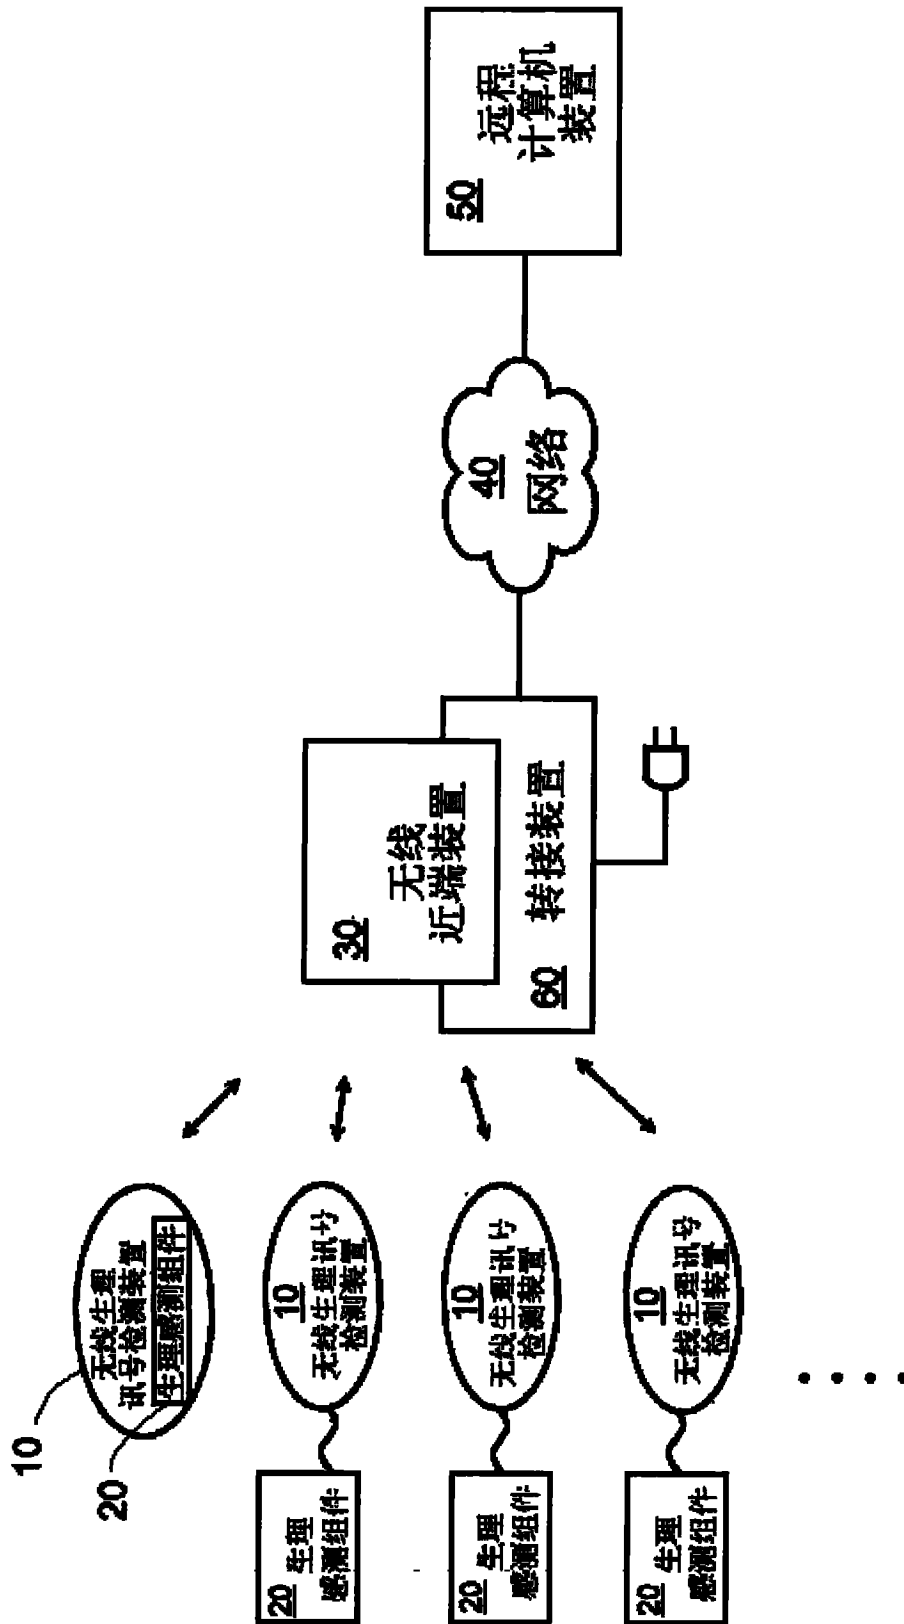 10
无线生理
讯号检测装置
20
生理感测组件
20 生理
感测组件
10
无线生理讯号
检测装置
20 生理
感测组件
10
无线生理讯号
检测装置
20 生理
感测组件
10
无线生理讯号
检测装置
30
无线
近端装置
60
转接装置
40
网络
50
远程
计算机
装置